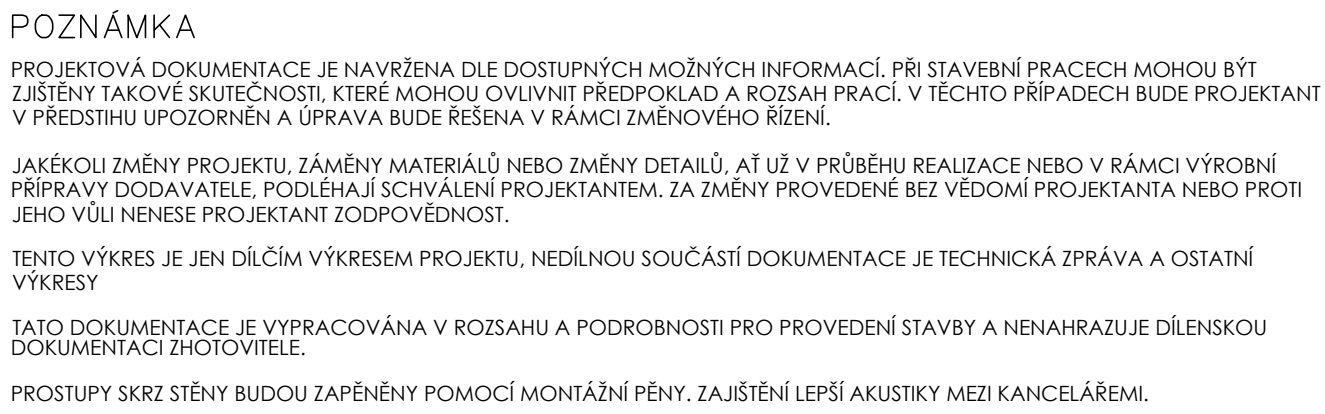 POZNÁMKA
PROJEKTOVÁ DOKUMENTACE JE NAVRŽENA DLE DOSTUPNÝCH MOŽNÝCH INFORMACÍ. PŘI STAVEBNÍ PRACECH MOHOU BÝT
ZJIŠTĚNY TAKOVÉ SKUTEČNOSTI, KTERÉ MOHOU OVLIVNIT PŘEDPOKLAD A ROZSAH PRACÍ. V TĚCHTO PŘÍPADECH BUDE PROJEKTANT
V PŘEDSTIHU UPOZORNĚN A ÚPRAVA BUDE ŘEŠENA V RÁMCI ZMĚNOVÉHO ŘÍZENÍ.
JAKÉKOLI ZMĚNY PROJEKTU, ZÁMĚNY MATERIÁLŮ NEBO ZMĚNY DETAILŮ, AŤ UŽ V PRŮBĚHU REALIZACE NEBO V RÁMCI VÝROBNÍ
PŘÍPRAVY DODAVATELE, PODLÉHAJÍ SCHVÁLENÍ PROJEKTANTEM. ZA ZMĚNY PROVEDENÉ BEZ VĚDOMÍ PROJEKTANTA NEBO PROTI
JEHO VŮLI NENESE PROJEKTANT ZODPOVĚDNOST.
TENTO VÝKRES JE JEN DÍLČÍM VÝKRESEM PROJEKTU, NEDÍLNOU SOUČÁSTÍ DOKUMENTACE JE TECHNICKÁ ZPRÁVA A OSTATNÍ
VÝKRESY
TATO DOKUMENTACE JE VYPRACOVÁNA V ROZSAHU A PODROBNOSTI PRO PROVEDENÍ STAVBY A NENAHRAZUJE DÍLENSKOU
DOKUMENTACI ZHOTOVITELE.
PROSTUPY SKRZ STĚNY BUDOU ZAPĚNĚNY POMOCÍ MONTÁŽNÍ PĚNY. ZAJIŠTĚNÍ LEPŠÍ AKUSTIKY MEZI KANCELÁŘEMI.